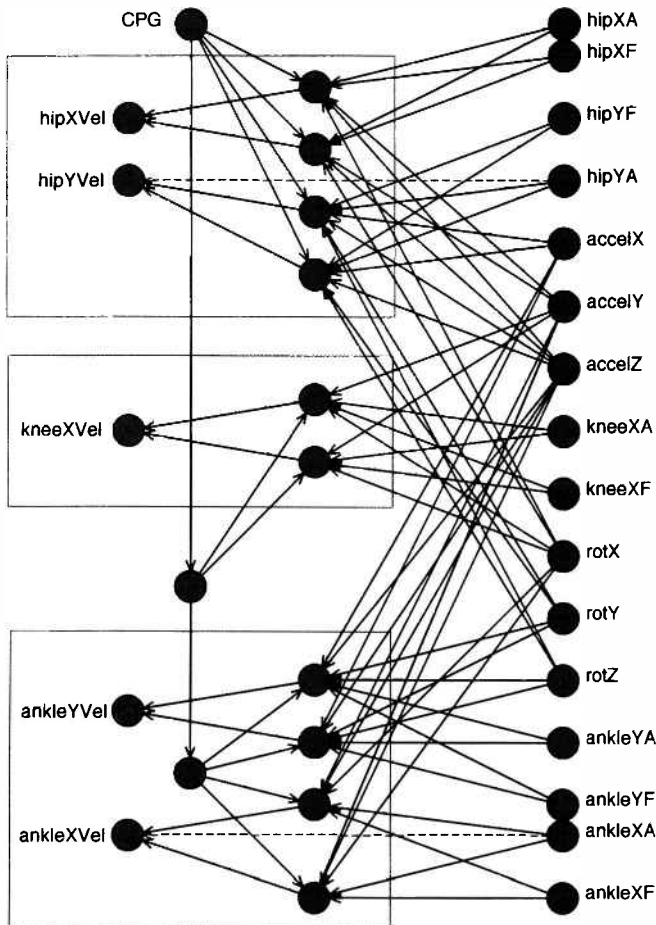 CPG
hipXA
hipXF
hipXVel
hipYF
hipYVel
hipYA
accelX
accelY
accelZ
kneeXVel
kneeXA
kneeXF
rotX
rotY
rotZ
ankleYVel
ankleYA
ankleYF
ankleXVel
ankleXA
ankleXF